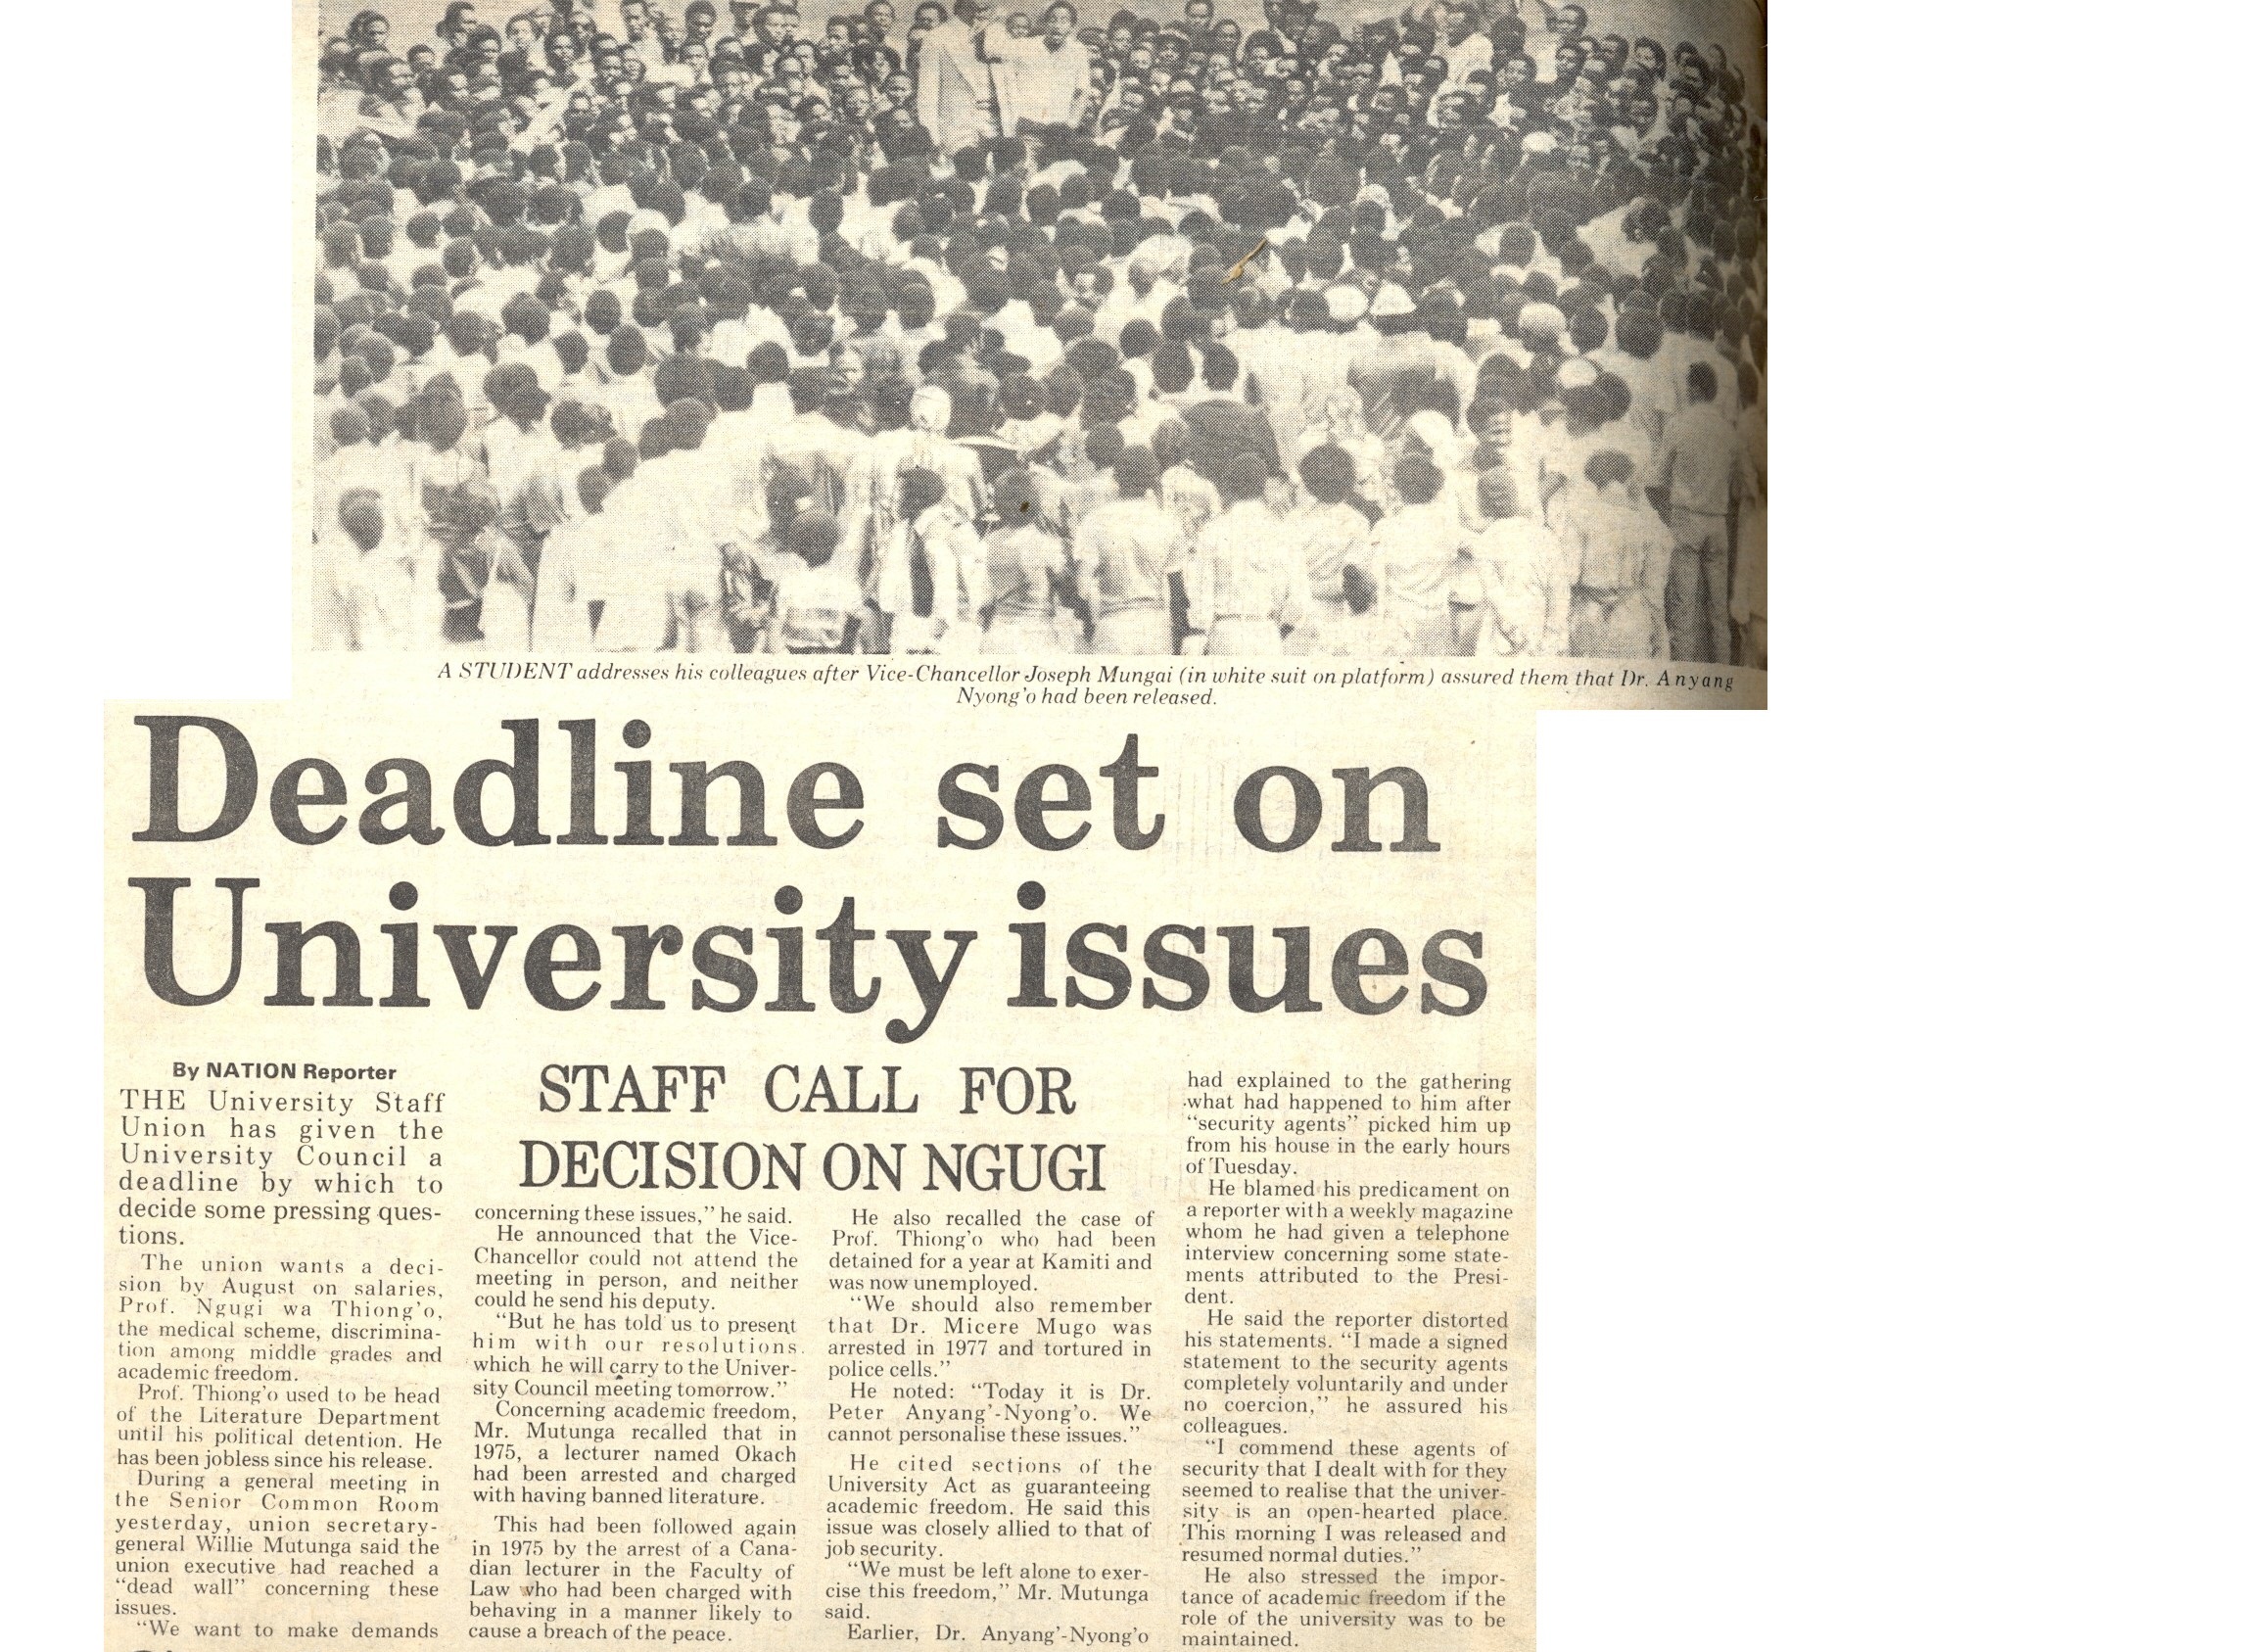 A STUDENT addresses his colleagues after Vice-Chancellor Joseph Mungai (in white suit on platform) assured them that Dr. Anyang
Nyong'o had been released.
Deadline set on
University issues
By NATION Reporter
THE University Staff
Union has given the
University Council a
deadline by which to
decide some pressing ques-
tions.
The union wants a deci-
sion by August on salaries,
Prof. Ngugi wa Thiong'o,
the medical scheme, discrimina-
tion among middle grades and
academic freedom.
Prof. Thiong'o used to be head
of the Literature Department
until his political detention. He
has been jobless since his release.
During a general meeting in
the Senior Common Room
yesterday, union secretary-
general Willie Mutunga said the
union executive had reached a
"dead wall" concerning these
issues.
"We want to make demands
STAFF CALL FOR
DECISION ON NGUGI
concerning these issues," he said.
He announced that the Vice-
Chancellor could not attend the
meeting in person, and neither
could he send his deputy.
"But he has told us to present
him with our resolutions
which he will carry to the Univer-
sity Council meeting tomorrow."
Concerning academic freedom,
Mr. Mutunga recalled that in
1975, a lecturer named Okach
had been arrested and charged
with having banned literature.
This had been followed again
in 1975 by the arrest of a Cana-
dian lecturer in the Faculty of
Law who had been charged with
behaving in a manner likely to
cause a breach of the peace.
He also recalled the case of
Prof. Thiong'o who had been
detained for a year at Kamiti and
was now unemployed.
"We should also remember
that Dr. Micere Mugo was
arrested in 1977 and tortured in
police cells."
He noted: "Today it is Dr.
Peter Anyang'-Nyong'o. We
cannot personalise these issues."
He cited sections of the
University Act as guaranteeing
academic freedom. He said this
issue was closely allied to that of
job security.
"We must be left alone to exer-
cise this freedom," Mr. Mutunga
said.
Earlier, Dr. Anyang'-Nyong'o
had explained to the gathering
what had happened to him after
"security agents" picked him up
from his house in the early hours
of Tuesday.
He blamed his predicament on
a reporter with a weekly magazine
whom he had given a telephone
interview concerning some state-
ments attributed to the Presi-
dent.
He said the reporter distorted
his statements. "I made a signed
statement to the security agents
completely voluntarily and under
no coercion," he assured his
colleagues.
"I commend these agents of
security that I dealt with for they
seemed to realise that the univer-
sity is an open-hearted place.
This morning I was released and
resumed normal duties."
He also stressed the impor-
tance of academic freedom if the
role of the university was to be
maintained.